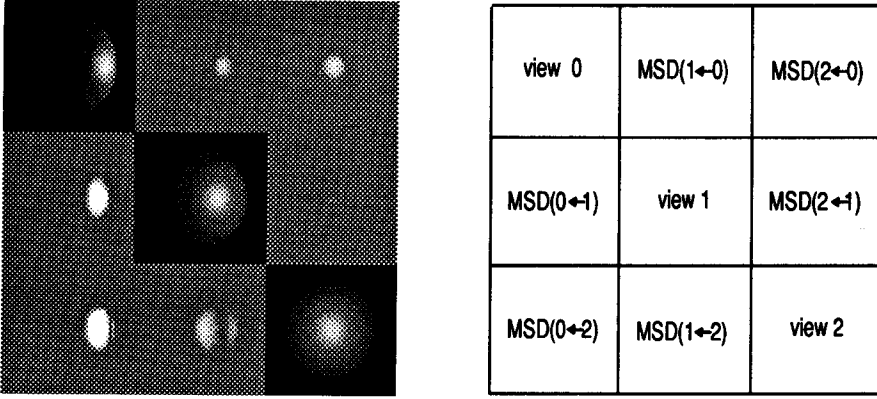 view 0 MSD(1←0) MSD(2←0)
MSD(0←1) view 1 MSD(2←1)
MSD(0←2) MSD(1←2) view 2